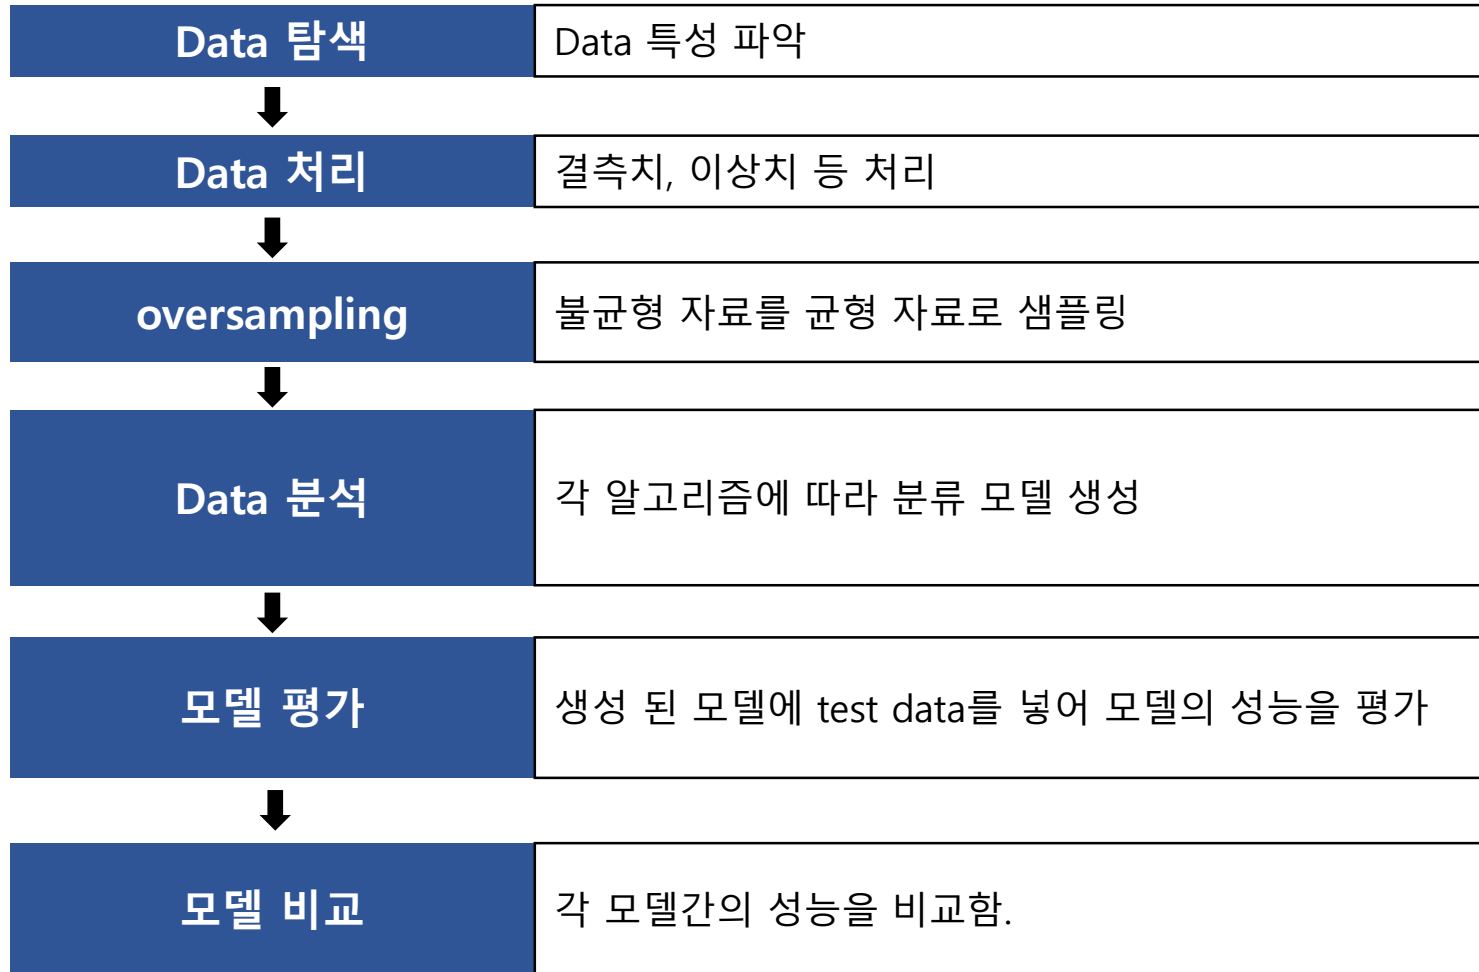 Data 탐색
Data 특성 파악
Data 처리
결측치, 이상치 등 처리
oversampling
불균형 자료를 균형 자료로 샘플링
Data 분석
각 알고리즘에 따라 분류 모델 생성
모델 평가
생성 된 모델에 test data를 넣어 모델의 성능을 평가
모델 비교
각 모델간의 성능을 비교함.